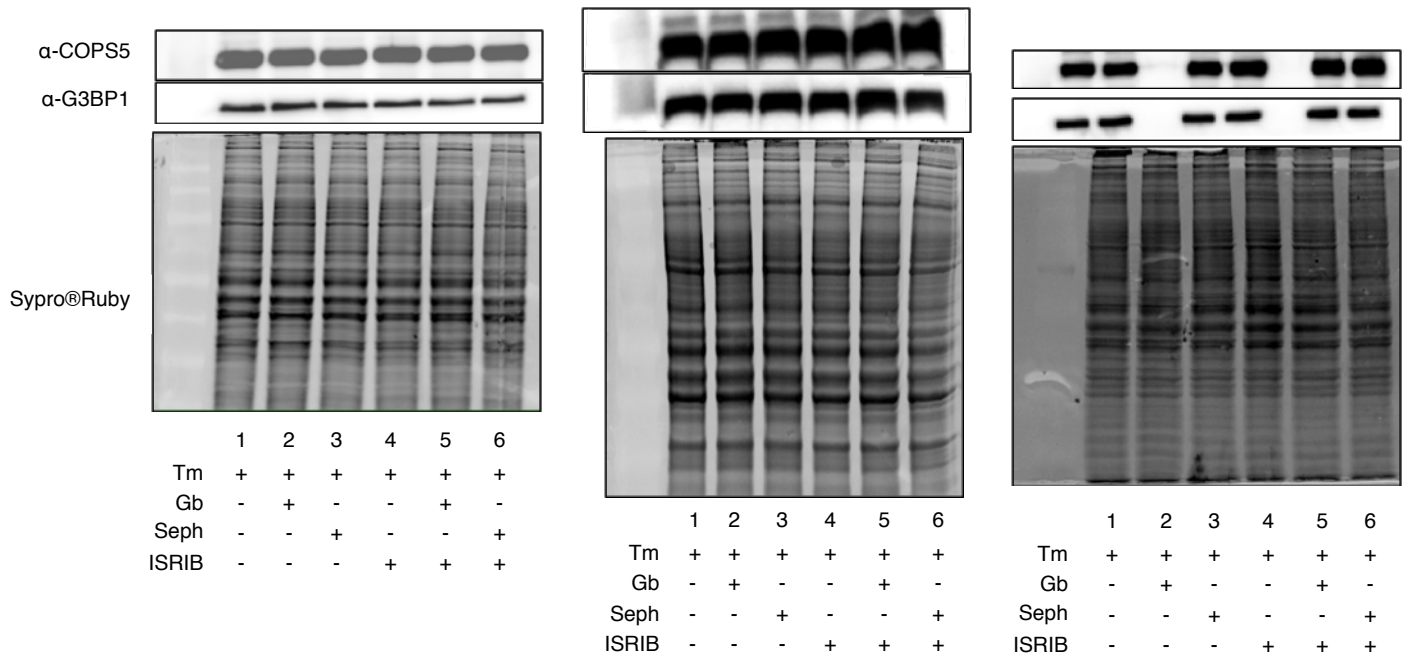 α-COPS5
α-G3BP1
Sypro®Ruby
1 2 3 4 5 6
Tm + + + + + +
Gb - + - - + -
Seph - - + - - +
ISRIB - - - + + +
1 2 3 4 5 6
Tm + + + + + +
Gb - + - - + -
Seph - - + - - +
ISRIB - - - + + +
1 2 3 4 5 6
Tm + + + + + +
Gb - + - - + -
Seph - - + - - +
ISRIB - - - + + +